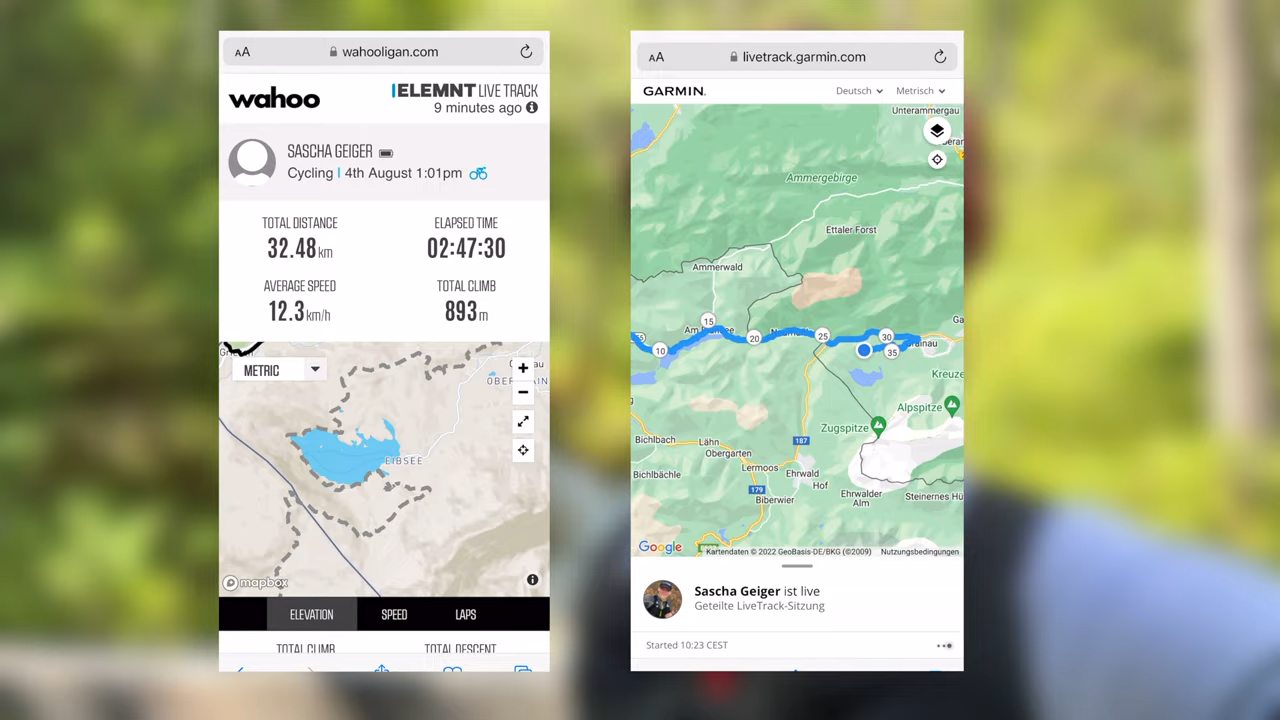 AA
wahooligan.com
wahoo
ELEMNT LIVE TRACK
9 minutes ago
SASCHA GEIGER
Cycling | 4th August 1:01pm
TOTAL DISTANCE
ELAPSED TIME
32.48 km
02:47:30
AVERAGE SPEED
TOTAL CLIMB
12.3 km/h
893 m
METRIC
EIBSEE
mapbox
ELEVATION
SPEED
LAPS
TOTAL CLIMB
TOTAL DESCENT
AA
livetrack.garmin.com
GARMIN.
Deutsch
Metrisch
Unterammergau
Ammergebirge
Ettaler Forst
Ammerwald
15
10
20
25
30
35
Kreuze
Alpspitze
Zugspitze
187
Bichlbach
Lähn
Obergarten
Lermoos
Ehrwald
Hof
Bichlbächle
179
Biberwier
Ehrwalder
Alm
Steinernes Hü
Google
Kartendaten © 2022 GeoBasis-DE/BKG (©2009)
Nutzungsbedingungen
Sascha Geiger ist live
Geteilte LiveTrack-Sitzung
Started 10:23 CEST